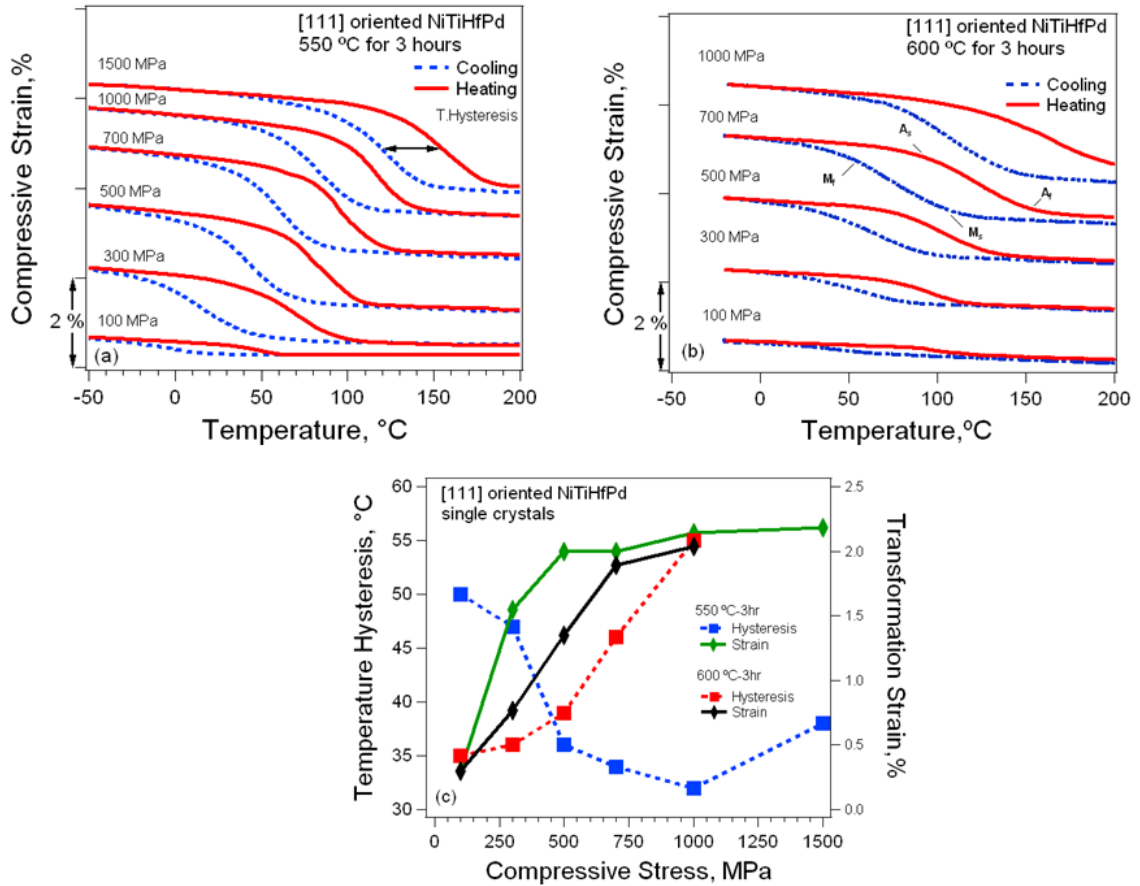 [111] oriented NiTiHfPd
550 ºC for 3 hours
Cooling
Heating
T.Hysteresis
1500 MPa
1000 MPa
700 MPa
500 MPa
300 MPa
100 MPa
2 %
(a)
Compressive Strain,%
-50 0 50 100 150 200
Temperature, °C
[111] oriented NiTiHfPd
600 ºC for 3 hours
Cooling
Heating
1000 MPa
700 MPa
500 MPa
300 MPa
100 MPa
As
Mf
Af
Ms
2 %
(b)
Compressive Strain,%
-50 0 50 100 150 200
Temperature,ºC
[111] oriented NiTiHfPd
single crystals
60
55
50
45
40
35
30
Temperature Hysteresis, °C
2.5
2.0
1.5
1.0
0.5
0.0
Transformation Strain,%
550 ºC-3hr
Hysteresis
Strain
600 ºC-3hr
Hysteresis
Strain
(c)
0 250 500 750 1000 1250 1500
Compressive Stress, MPa